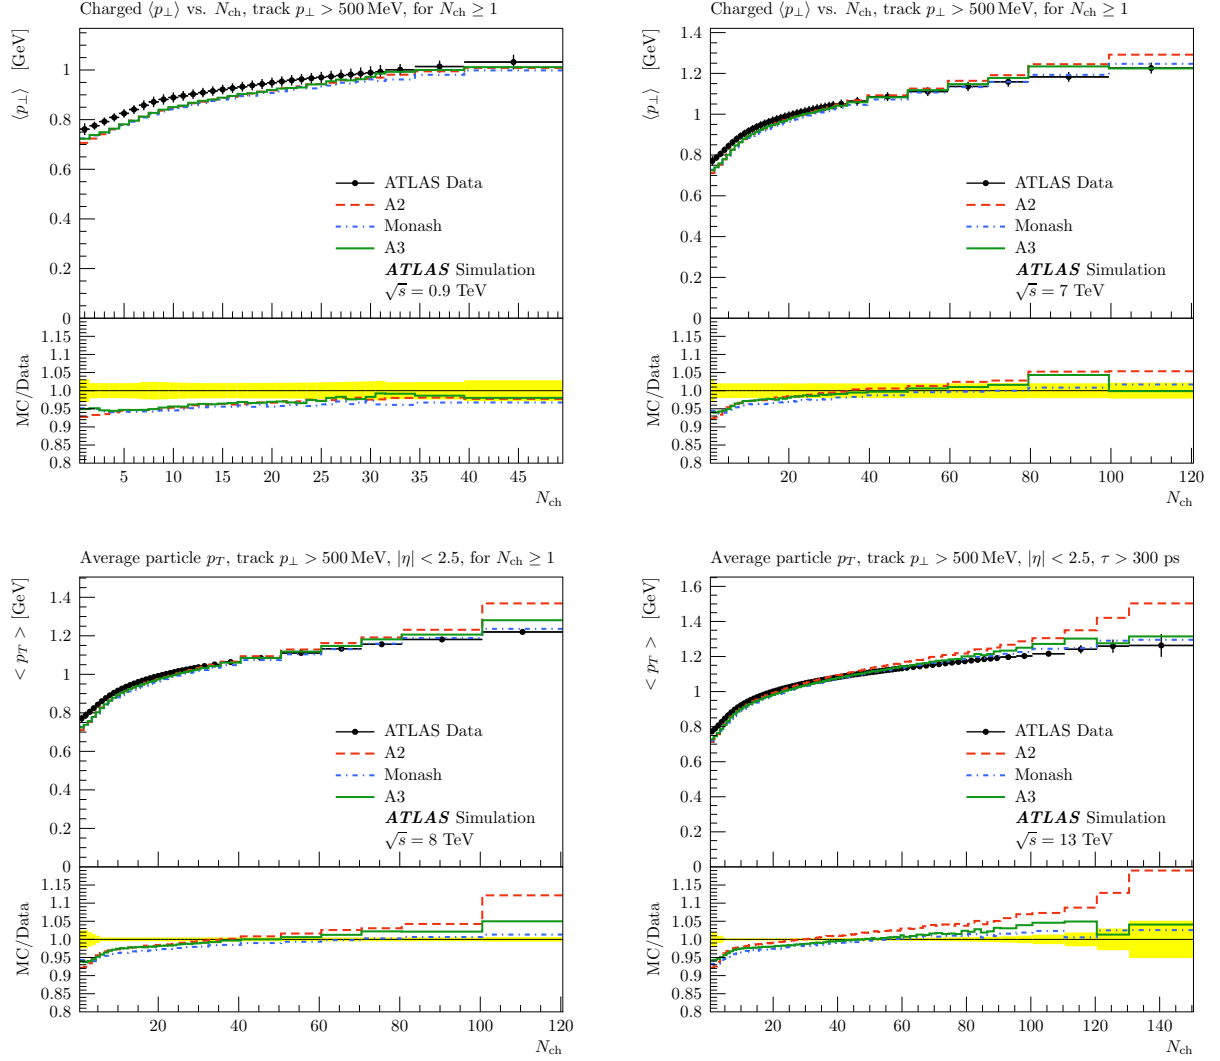 Charged ⟨p⊥⟩ vs. Nch, track p⊥ > 500 MeV, for Nch ≥ 1
⟨p⊥⟩ [GeV]
1
0.8
0.6
0.4
0.2
0
ATLAS Data
A2
Monash
A3
ATLAS Simulation
√s = 0.9 TeV
MC/Data
1.15
1.1
1.05
1.0
0.95
0.9
0.85
0.8
5 10 15 20 25 30 35 40 45
Nch
Charged ⟨p⊥⟩ vs. Nch, track p⊥ > 500 MeV, for Nch ≥ 1
⟨p⊥⟩ [GeV]
1.4
1.2
1
0.8
0.6
0.4
0.2
0
ATLAS Data
A2
Monash
A3
ATLAS Simulation
√s = 7 TeV
MC/Data
1.15
1.1
1.05
1.0
0.95
0.9
0.85
0.8
20 40 60 80 100 120
Nch
Average particle pT, track p⊥ > 500 MeV, |η| < 2.5, for Nch ≥ 1
< pT > [GeV]
1.4
1.2
1
0.8
0.6
0.4
0.2
0
ATLAS Data
A2
Monash
A3
ATLAS Simulation
√s = 8 TeV
MC/Data
1.15
1.1
1.05
1.0
0.95
0.9
0.85
0.8
20 40 60 80 100 120
Nch
Average particle pT, track p⊥ > 500 MeV, |η| < 2.5, τ > 300 ps
< pT > [GeV]
1.6
1.4
1.2
1
0.8
0.6
0.4
0.2
0
ATLAS Data
A2
Monash
A3
ATLAS Simulation
√s = 13 TeV
MC/Data
1.15
1.1
1.05
1.0
0.95
0.9
0.85
0.8
20 40 60 80 100 120 140
Nch